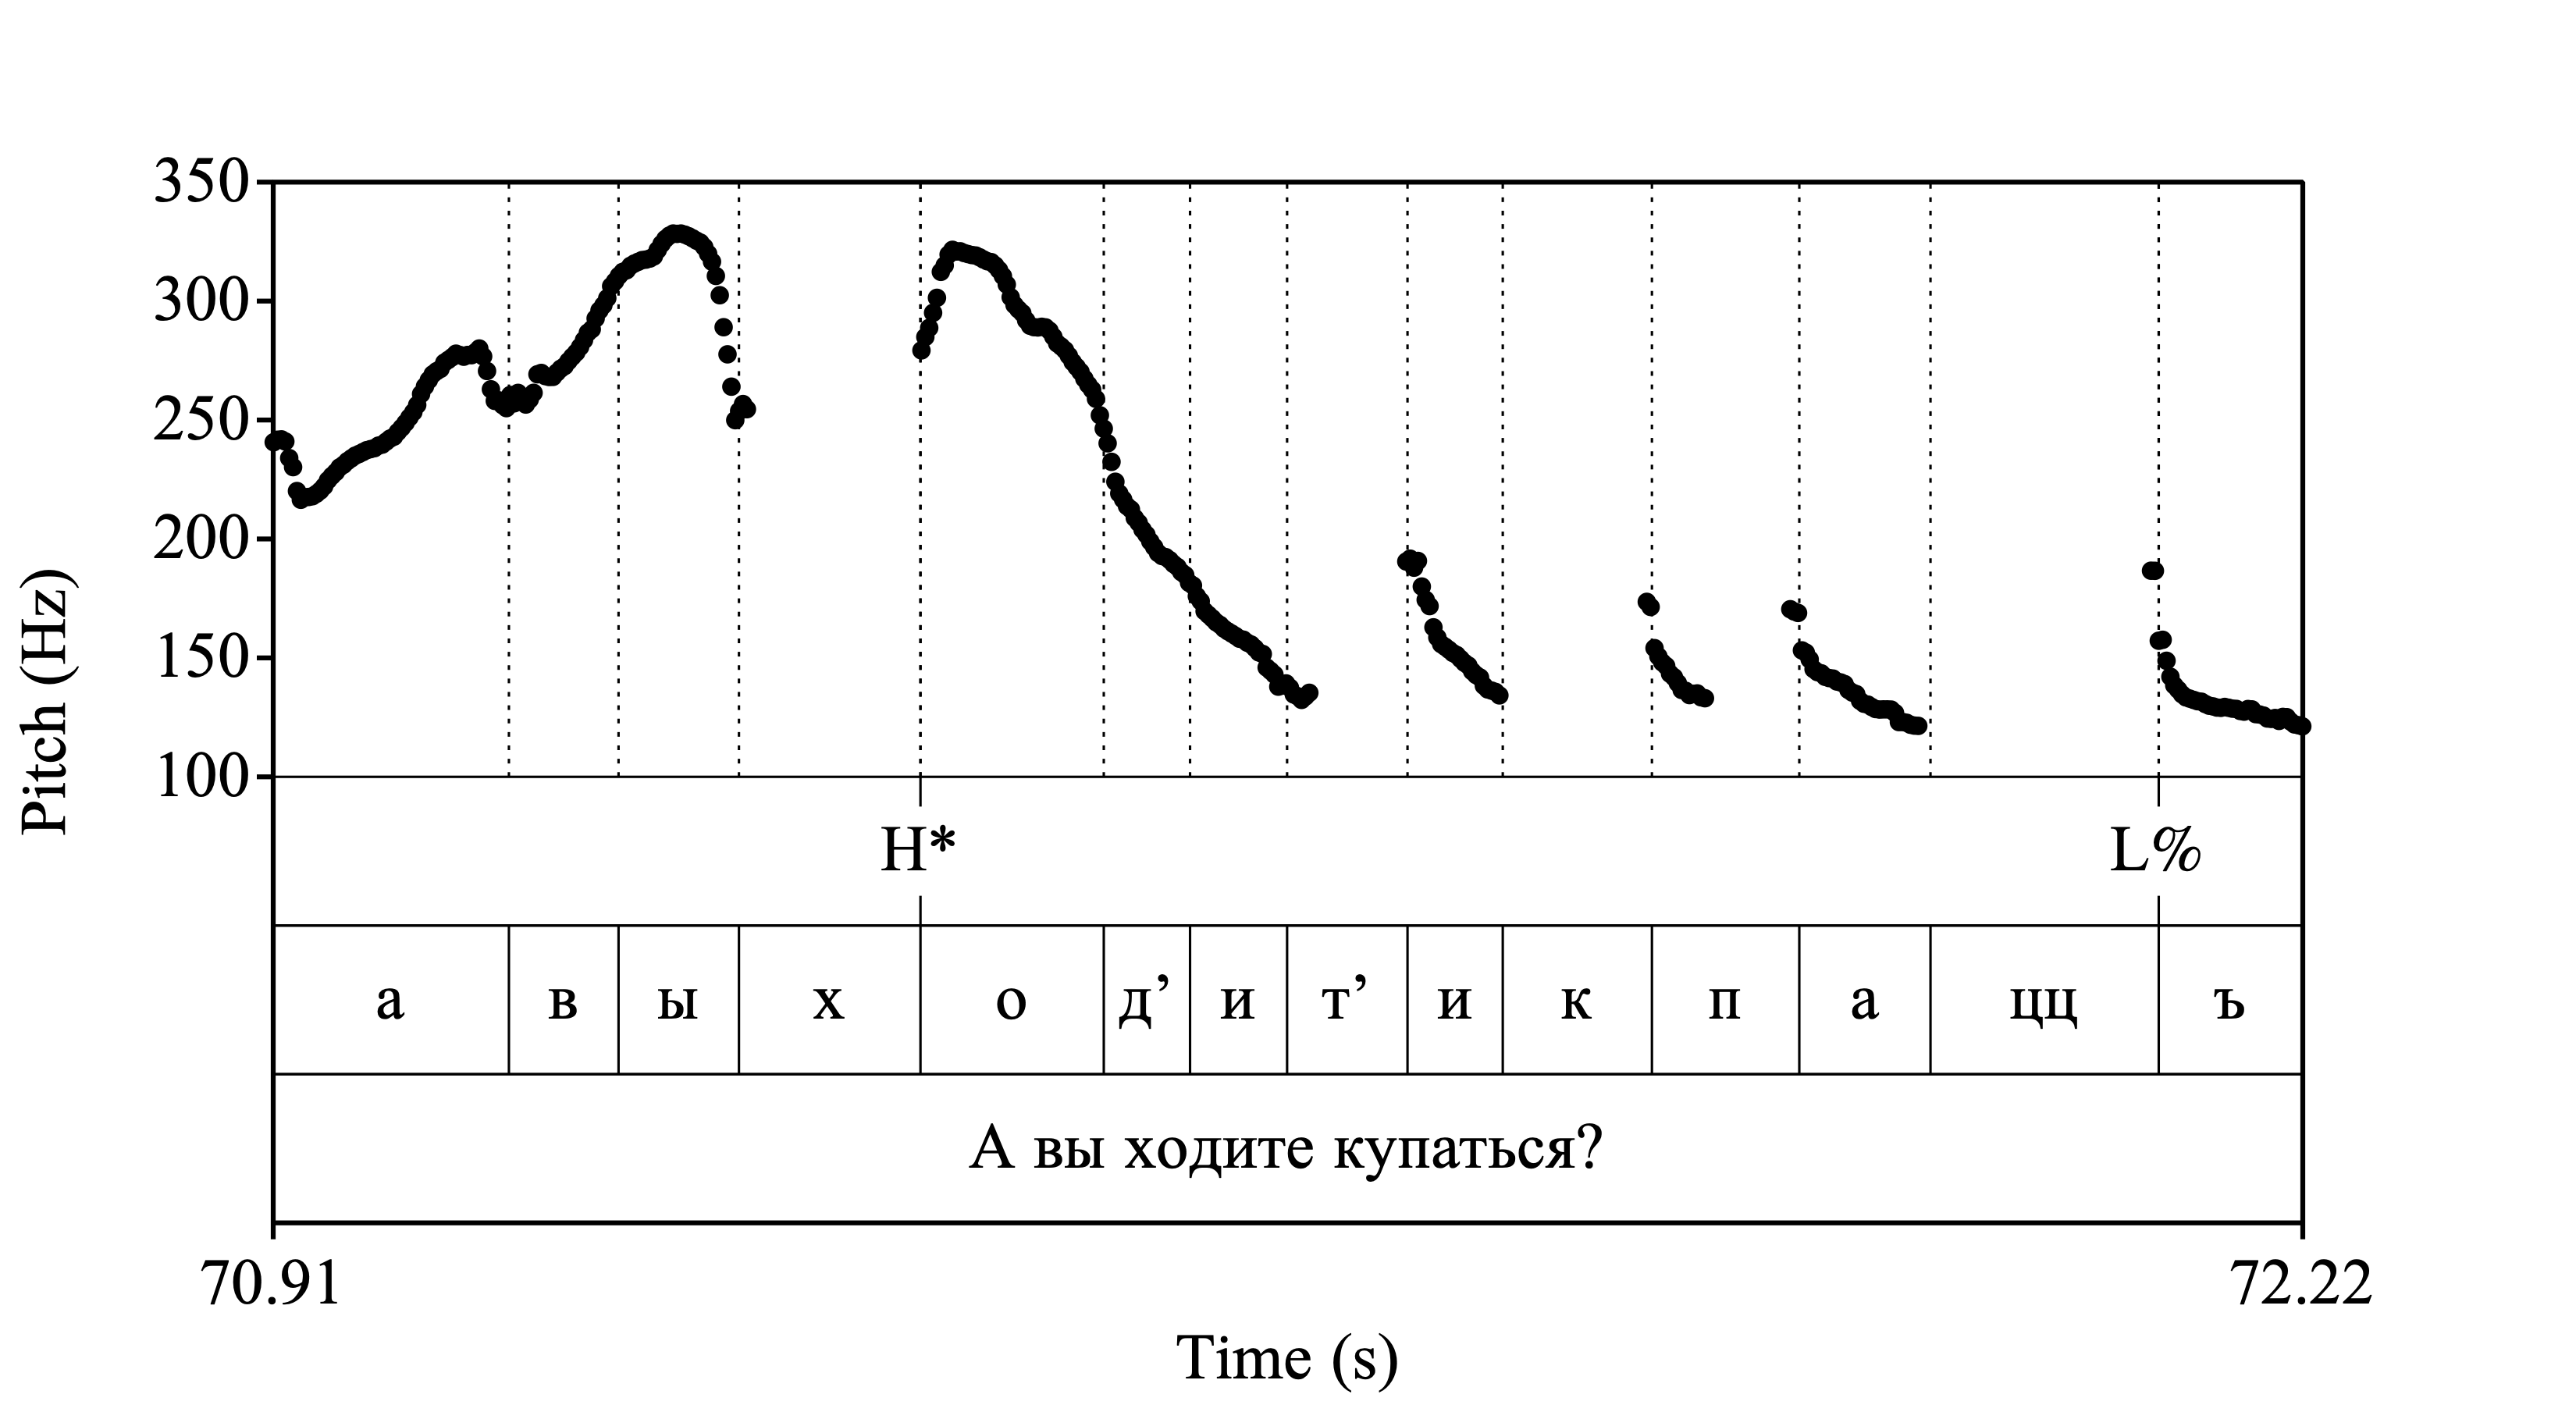 350
300
250
200
150
100
Pitch (Hz)
H* L%
а в ы х о д’ и т’ и к п а цц ъ
А вы ходите купаться?
70.91 72.22
Time (s)